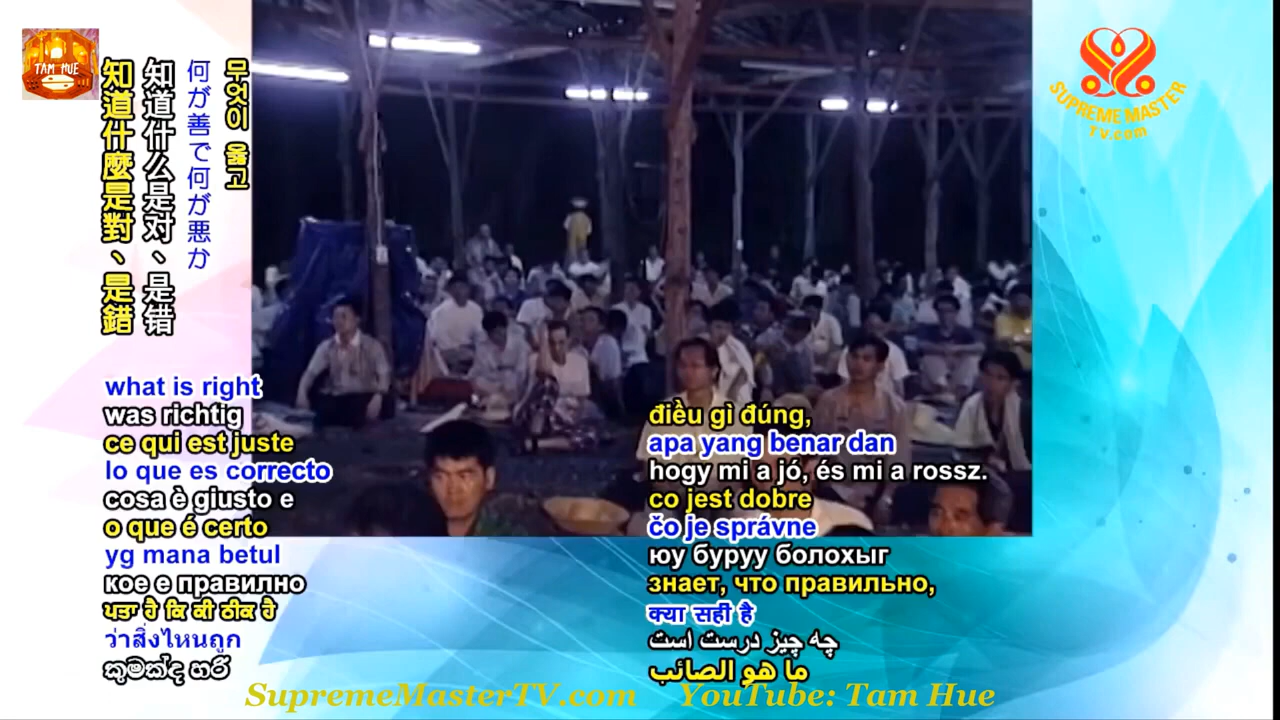 TAM HUE
知道什麼是對、是錯
知道什么是对、是错
何が善で何が悪か
무엇이 옳고
SUPREME MASTER
TV.com
what is right
was richtig
ce qui est juste
lo que es correcto
cosa è giusto e
o que é certo
yg mana betul
кое е правилно
ਪਤਾ ਹੈ ਕਿ ਕੀ ਠੀਕ ਹੈ
ว่าสิ่งไหนถูก
කුමක්ද හරි
điều gì đúng,
apa yang benar dan
hogy mi a jó, és mi a rossz.
co jest dobre
čo je správne
юу буруу болохыг
знает, что правильно,
क्या सही है
چه چیز درست است
ما هو الصائب
SupremeMasterTV.com YouTube: Tam Hue